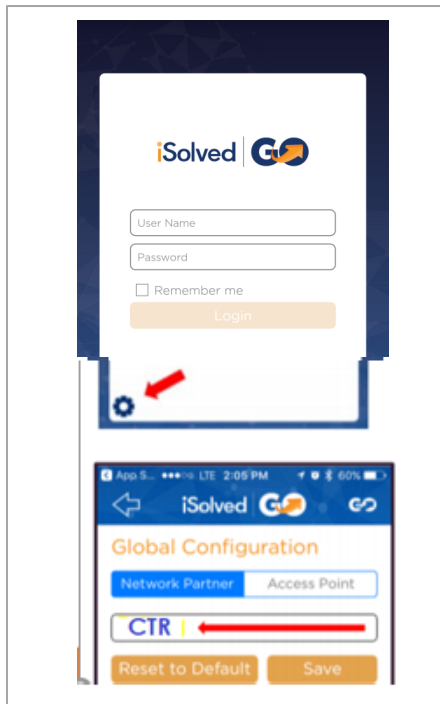 iSolved GO
User Name
Password
Remember me
Login
App S... LTE 2:05 PM 60%
iSolved GO GO
Global Configuration
Network Partner Access Point
CTR
Reset to Default Save